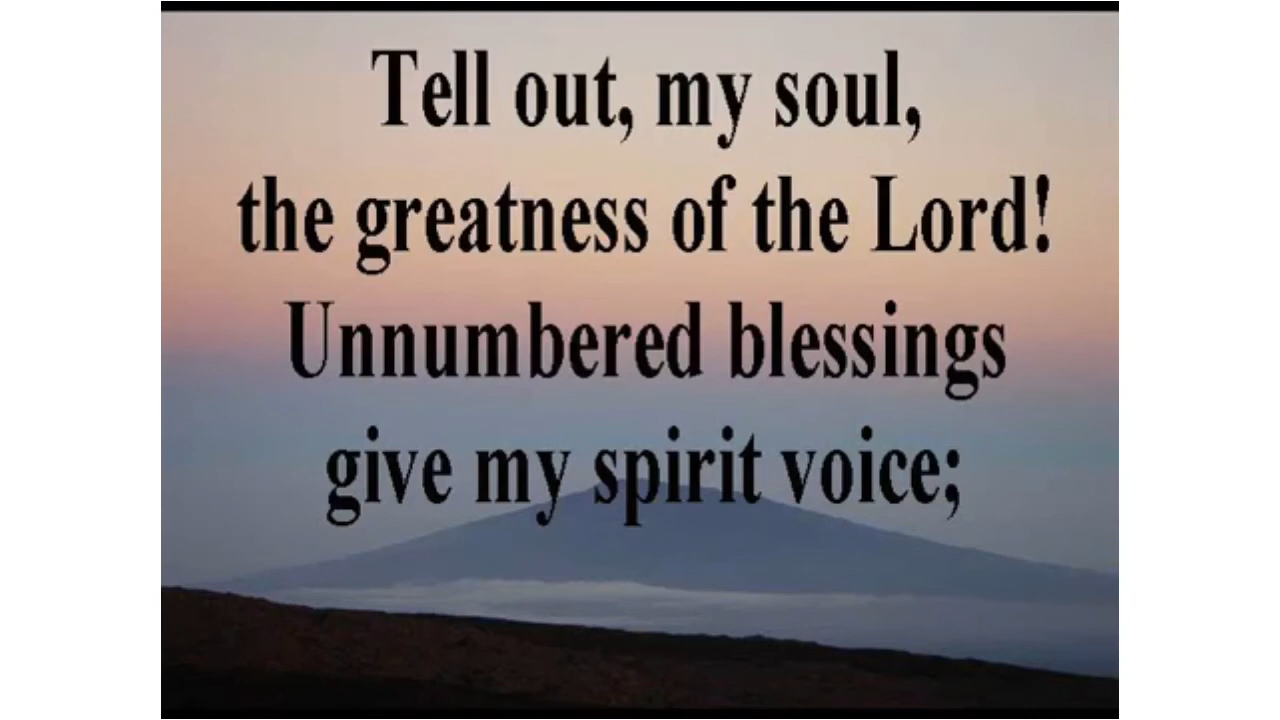 Tell out, my soul,
the greatness of the Lord!
Unnumbered blessings
give my spirit voice;